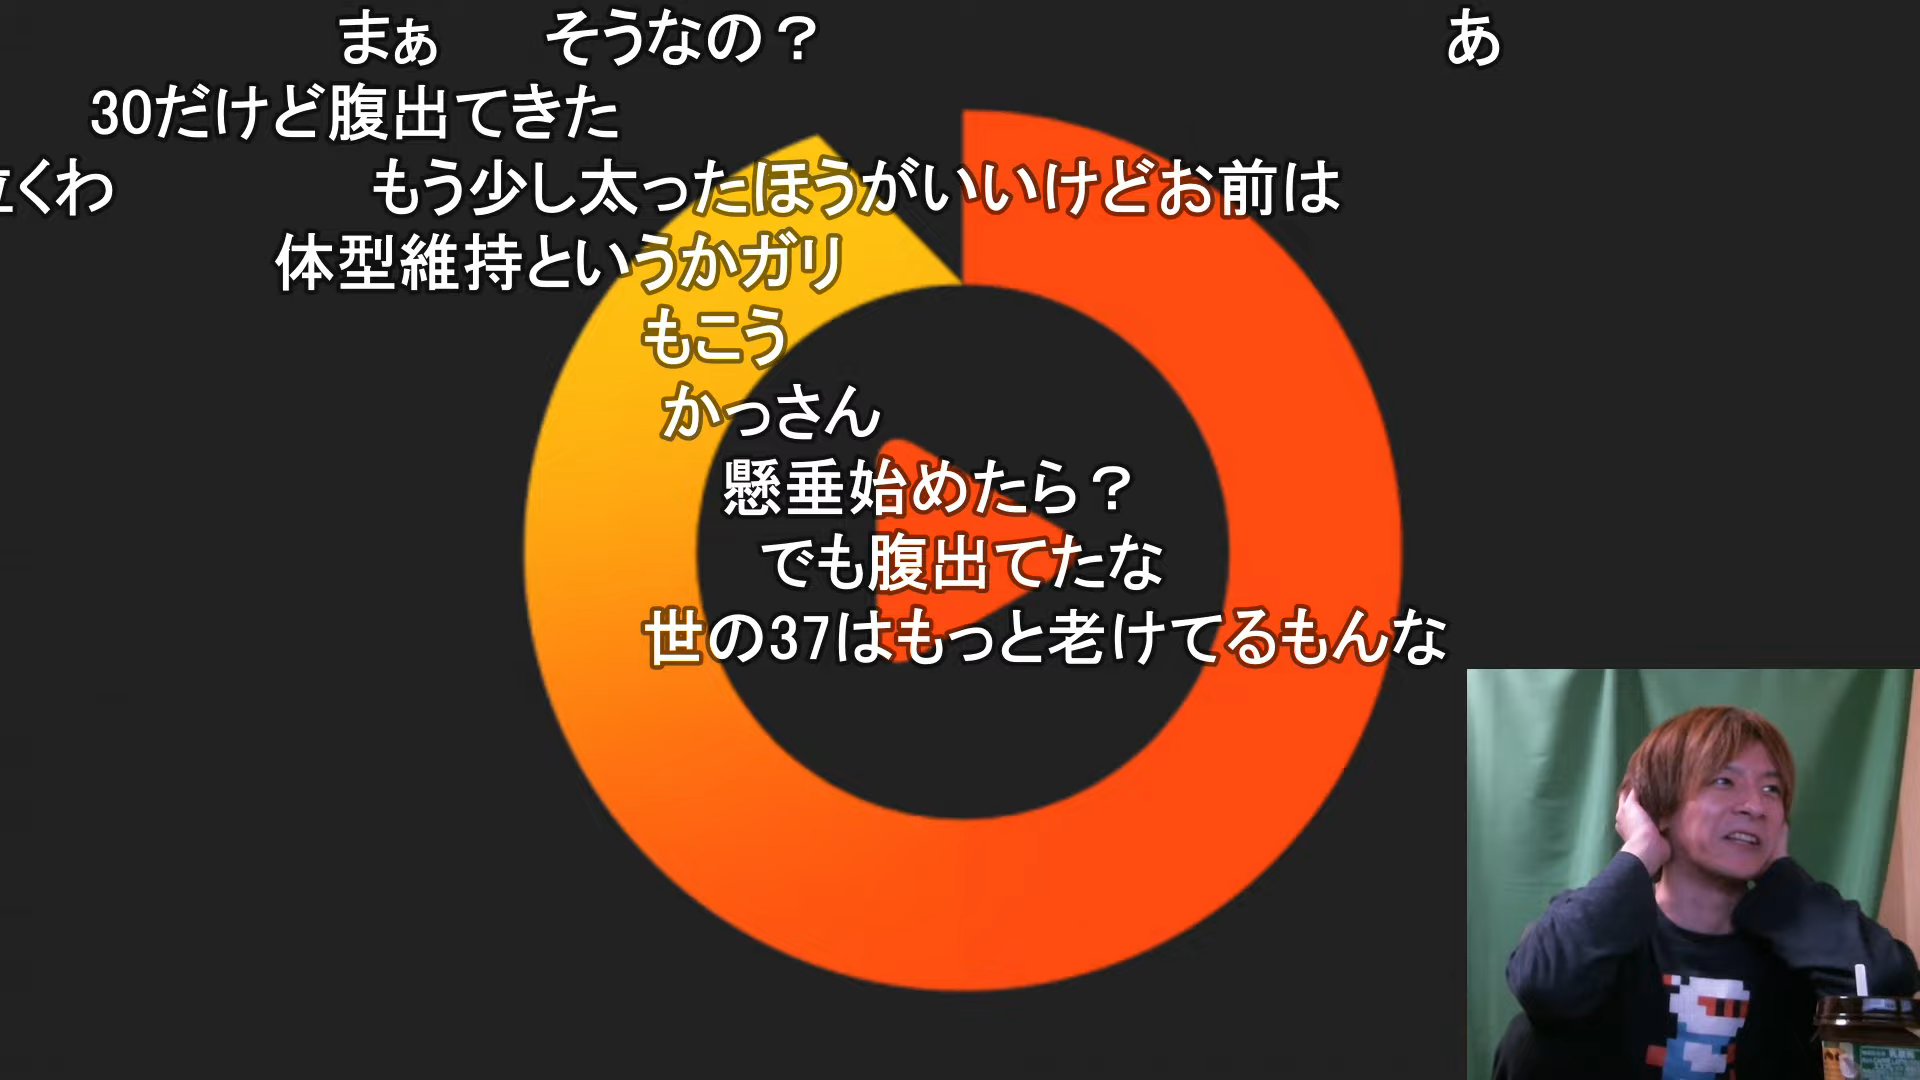 まぁ
そうなの？
あ
30だけど腹出てきた
くわ
もう少し太ったほうがいいけどお前は
体型維持というかガリ
もこう
かっさん
懸垂始めたら？
でも腹出てたな
世の37はもっと老けてるもんな